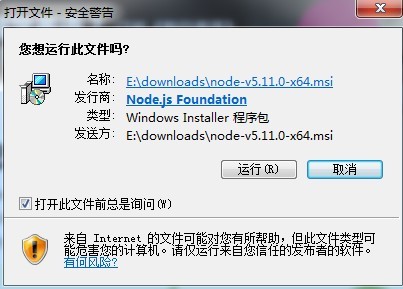 打开文件 - 安全警告
您想运行此文件吗?
名称: E:\downloads\node-v5.11.0-x64.msi
发行商: Node.js Foundation
类型: Windows Installer 程序包
发送方: E:\downloads\node-v5.11.0-x64.msi
运行(R) 取消
打开此文件前总是询问(W)
来自 Internet 的文件可能对您有所帮助，但此文件类型可
能危害您的计算机。请仅运行来自您信任的发布者的软件。
有何风险?